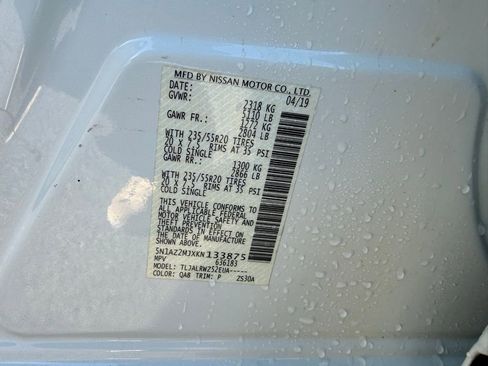 MFD BY NISSAN MOTOR CO., LTD.
DATE: 04/19
GVWR: 2318 KG
5110 LB
GAWR FR.: 1272 KG
2804 LB
WITH 235/55R20 TIRES
20 X 7.5 RIMS AT 35 PSI
COLD SINGLE
GAWR RR.: 1300 KG
2866 LB
WITH 235/55R20 TIRES
20 X 7.5 RIMS AT 35 PSI
COLD SINGLE
THIS VEHICLE CONFORMS TO
ALL APPLICABLE FEDERAL
MOTOR VEHICLE SAFETY AND
THEFT PREVENTION
STANDARDS IN EFFECT ON
THE DATE OF MANUFACTURE
SHOWN ABOVE.
5N1AZ2MJXKN133875
MPV 636183
MODEL: TLJALRWZS2EUA-----
COLOR: QAB TRIM: P ZS30A